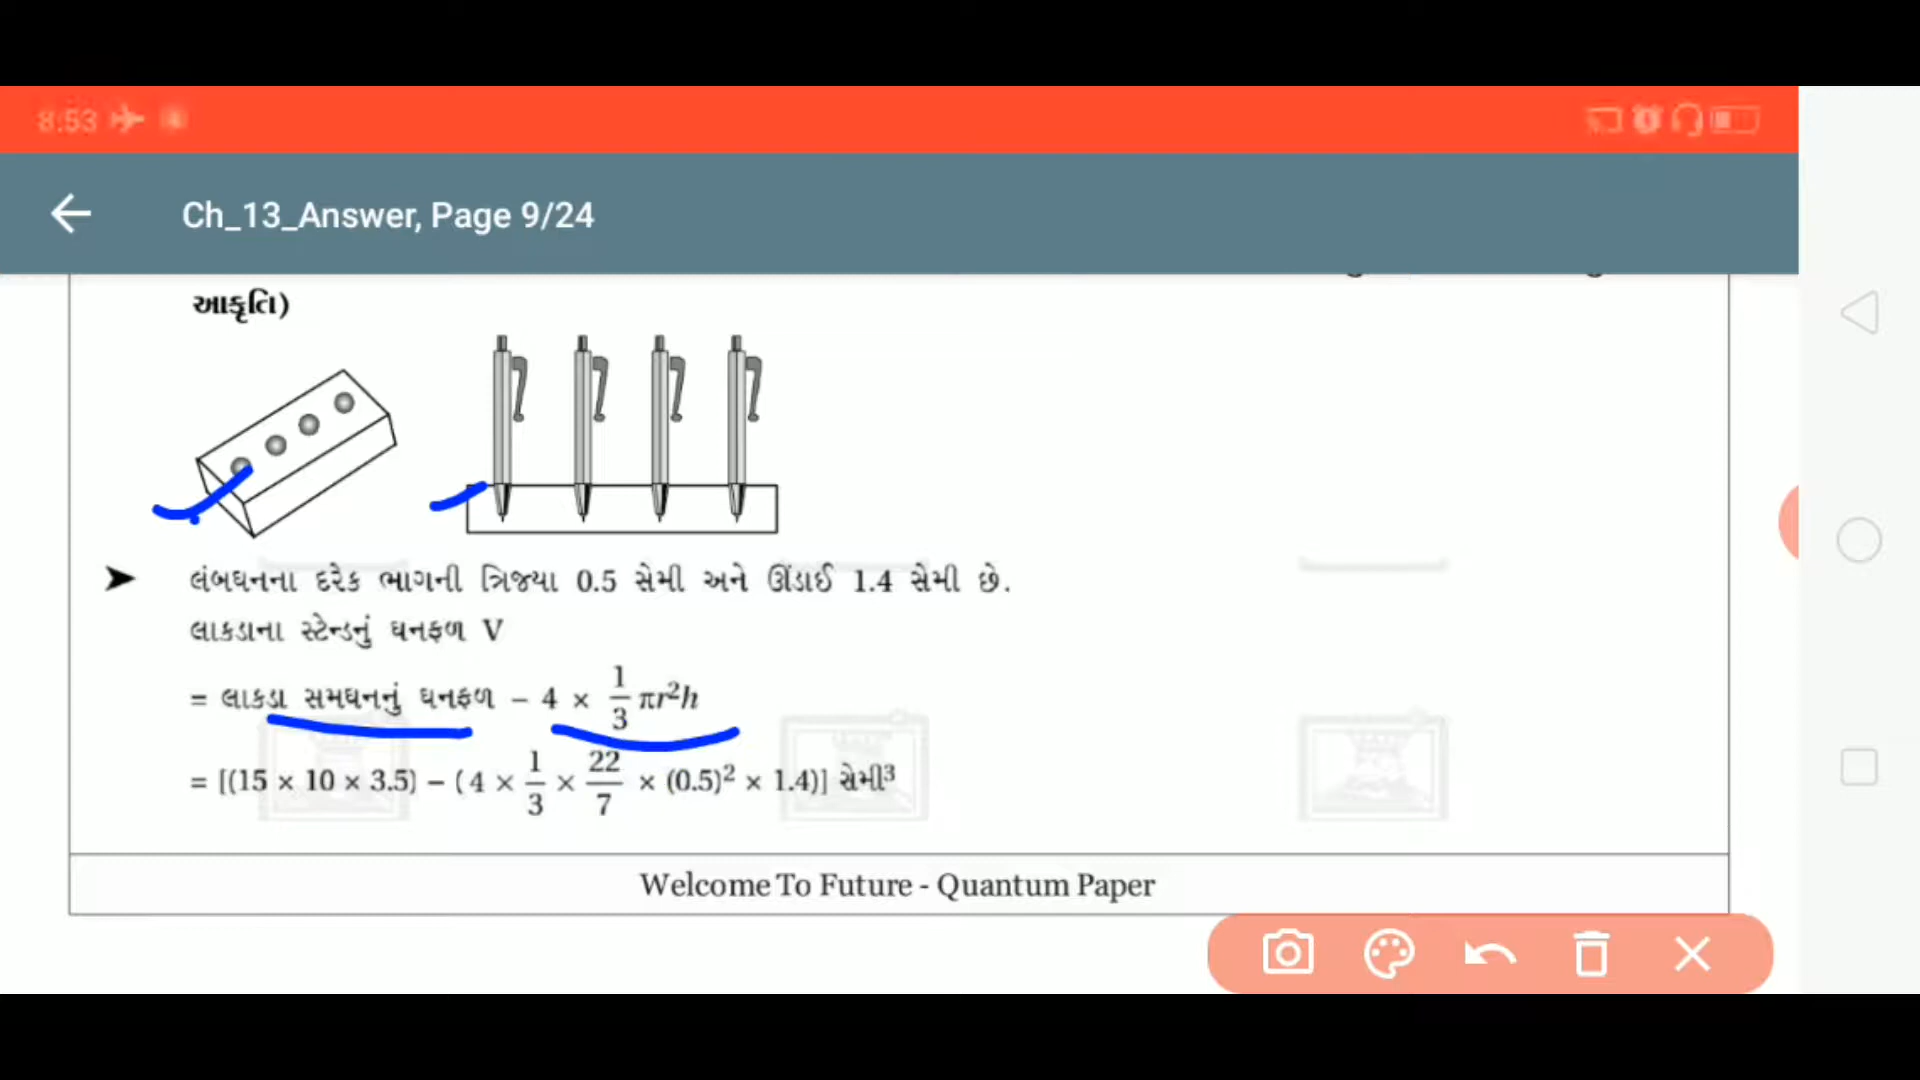 8:53
Ch_13_Answer, Page 9/24
આકૃતિ)
લંબઘનના દરેક ભાગની ત્રિજ્યા 0.5 સેમી અને ઊંડાઈ 1.4 સેમી છે.
લાકડાના સ્ટેન્ડનું ઘનફળ V
= લાકડા સમઘનનું ઘનફળ – 4 × 1/3 πr²h
= [(15 × 10 × 3.5) – (4 × 1/3 × 22/7 × (0.5)² × 1.4)] સેમી³
Welcome To Future - Quantum Paper